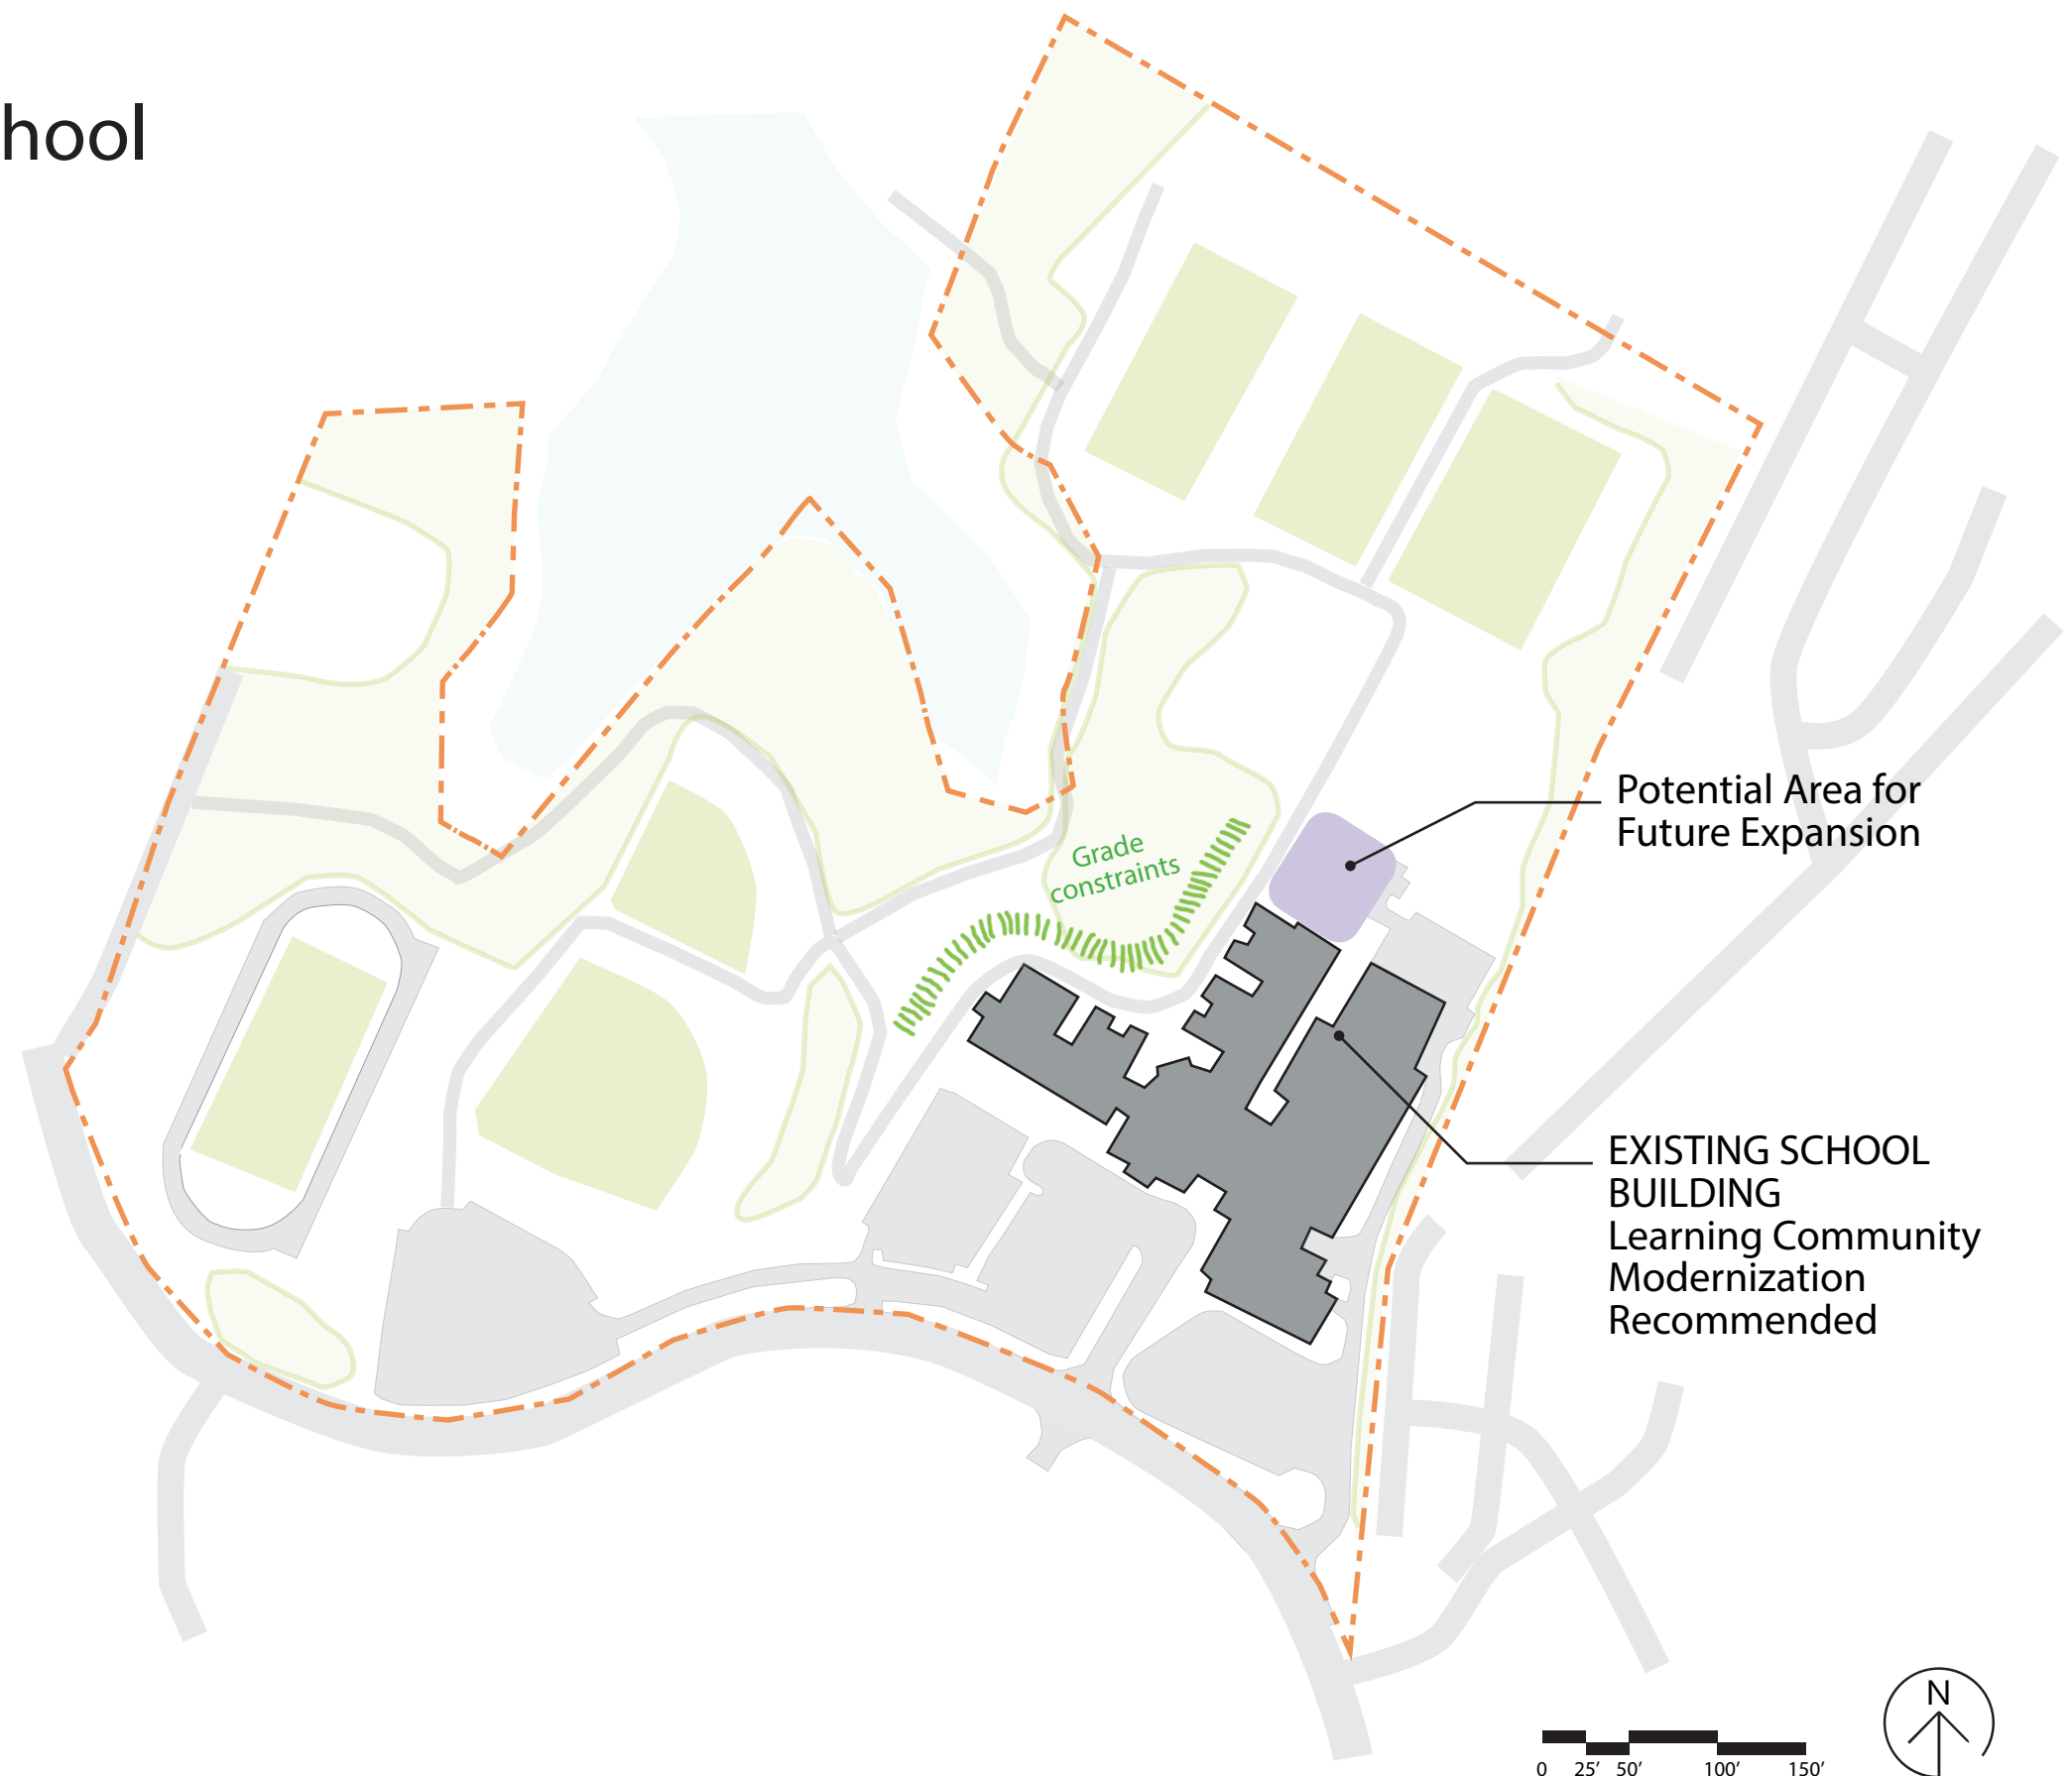 hool
Potential Area for
Future Expansion
Grade
constraints
EXISTING SCHOOL
BUILDING
Learning Community
Modernization
Recommended
N
0 25’ 50’ 100’ 150’